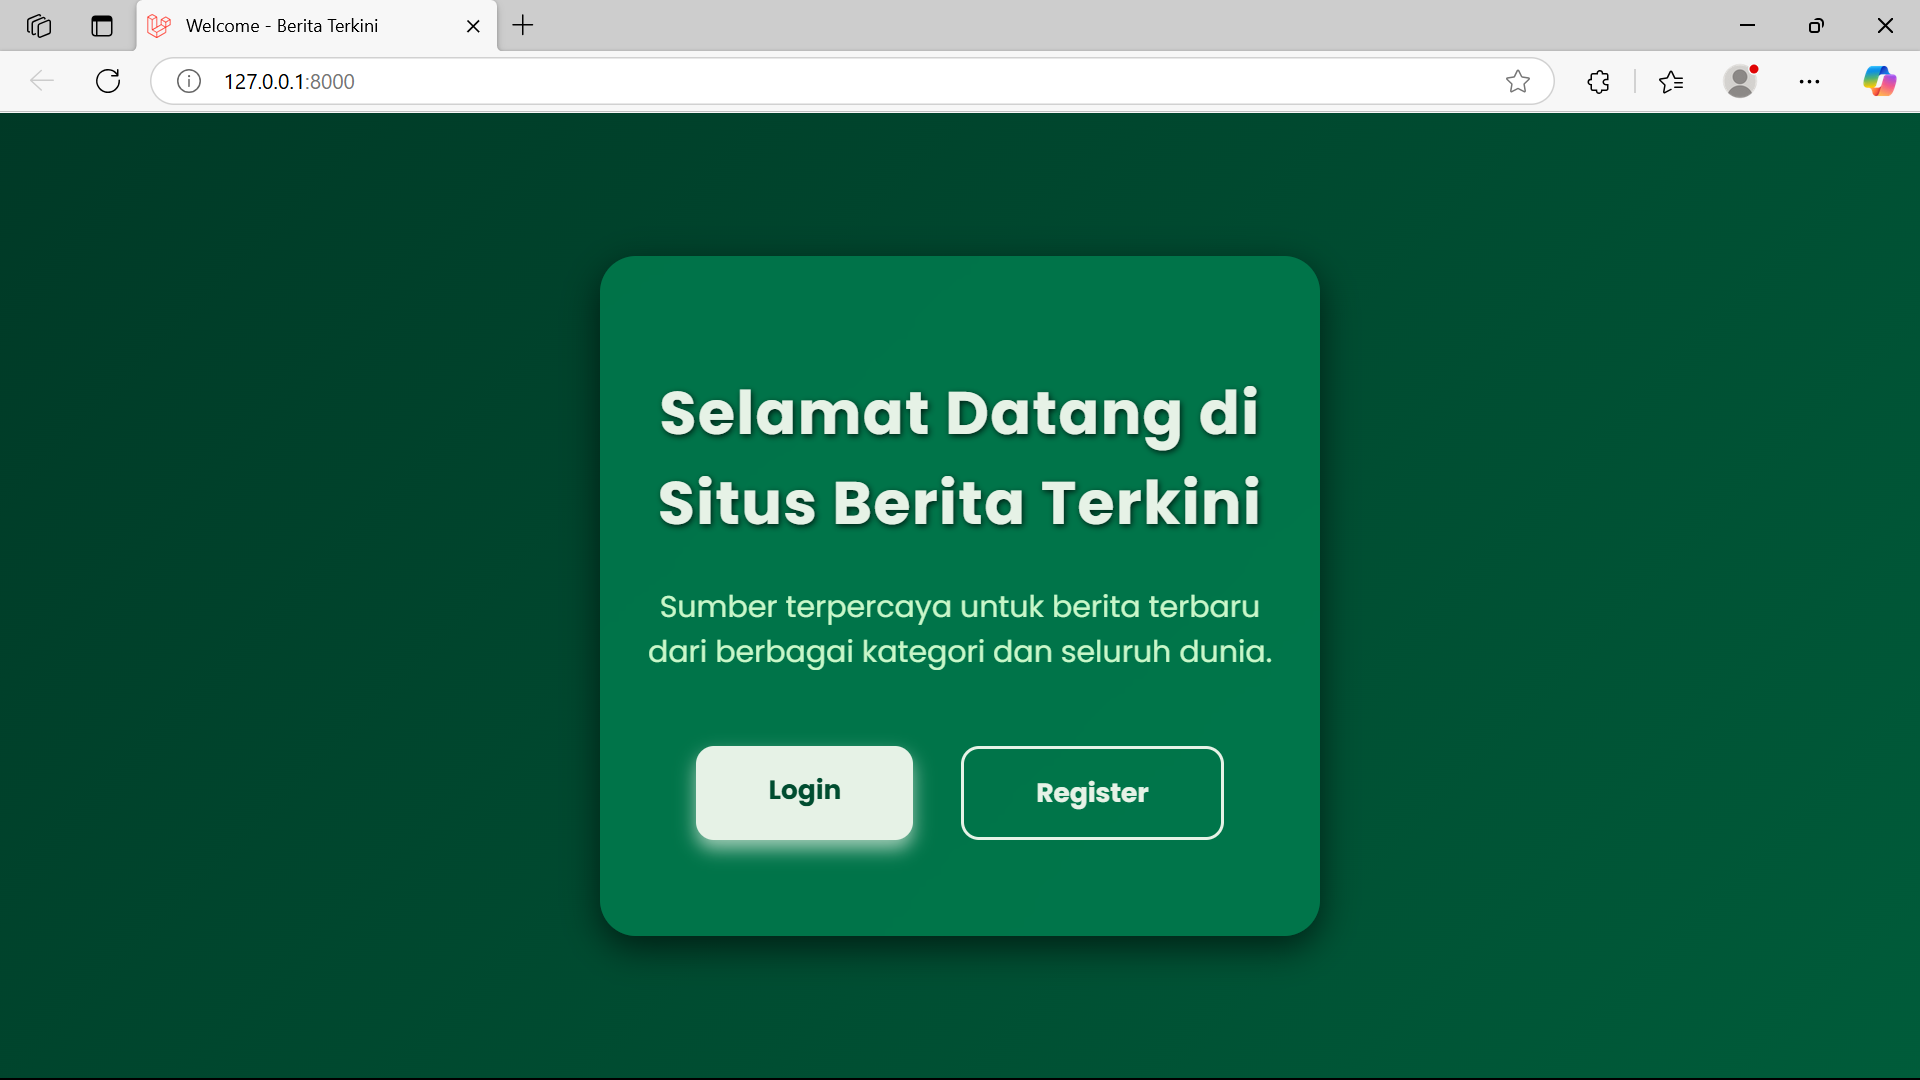 Welcome - Berita Terkini
127.0.0.1:8000
Selamat Datang di
Situs Berita Terkini
Sumber terpercaya untuk berita terbaru
dari berbagai kategori dan seluruh dunia.
Login
Register